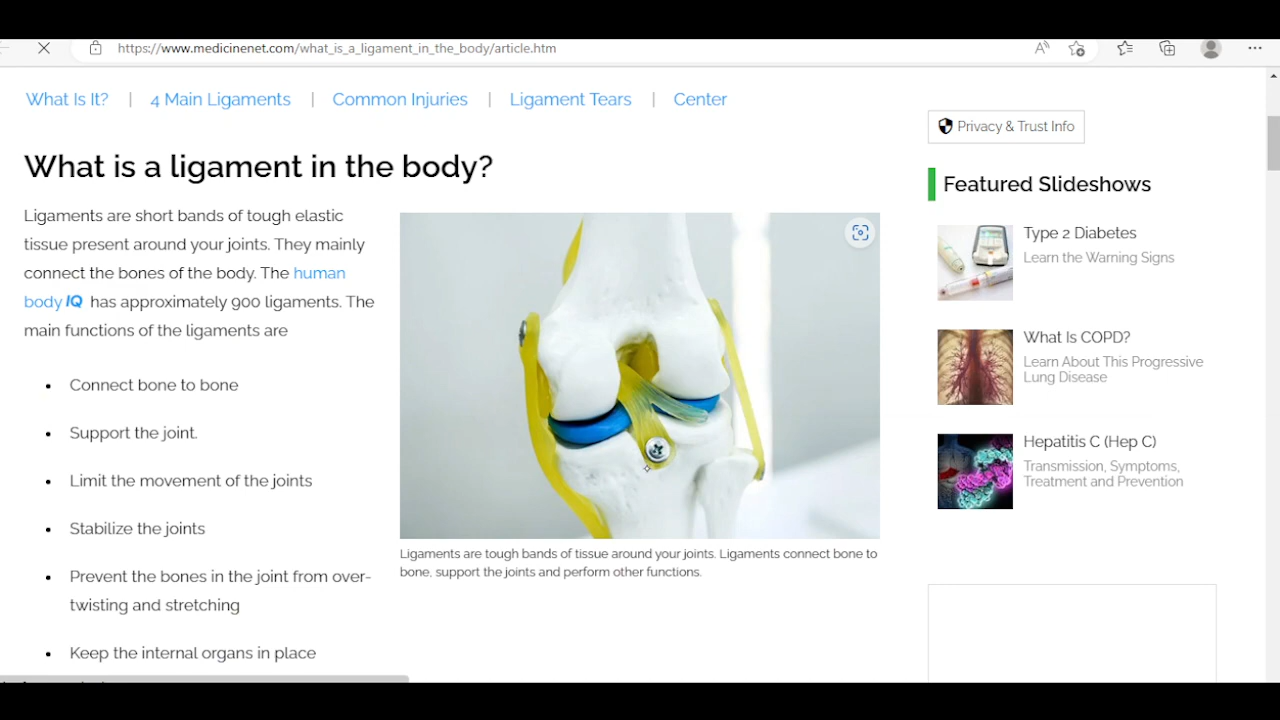 https://www.medicinenet.com/what_is_a_ligament_in_the_body/article.htm
What Is It? | 4 Main Ligaments | Common Injuries | Ligament Tears | Center
What is a ligament in the body?
Ligaments are short bands of tough elastic
tissue present around your joints. They mainly
connect the bones of the body. The human
body IQ has approximately 900 ligaments. The
main functions of the ligaments are
• Connect bone to bone
• Support the joint.
• Limit the movement of the joints
• Stabilize the joints
• Prevent the bones in the joint from over-
twisting and stretching
• Keep the internal organs in place
Ligaments are tough bands of tissue around your joints. Ligaments connect bone to
bone, support the joints and perform other functions.
Privacy & Trust Info
Featured Slideshows
Type 2 Diabetes
Learn the Warning Signs
What Is COPD?
Learn About This Progressive
Lung Disease
Hepatitis C (Hep C)
Transmission, Symptoms,
Treatment and Prevention